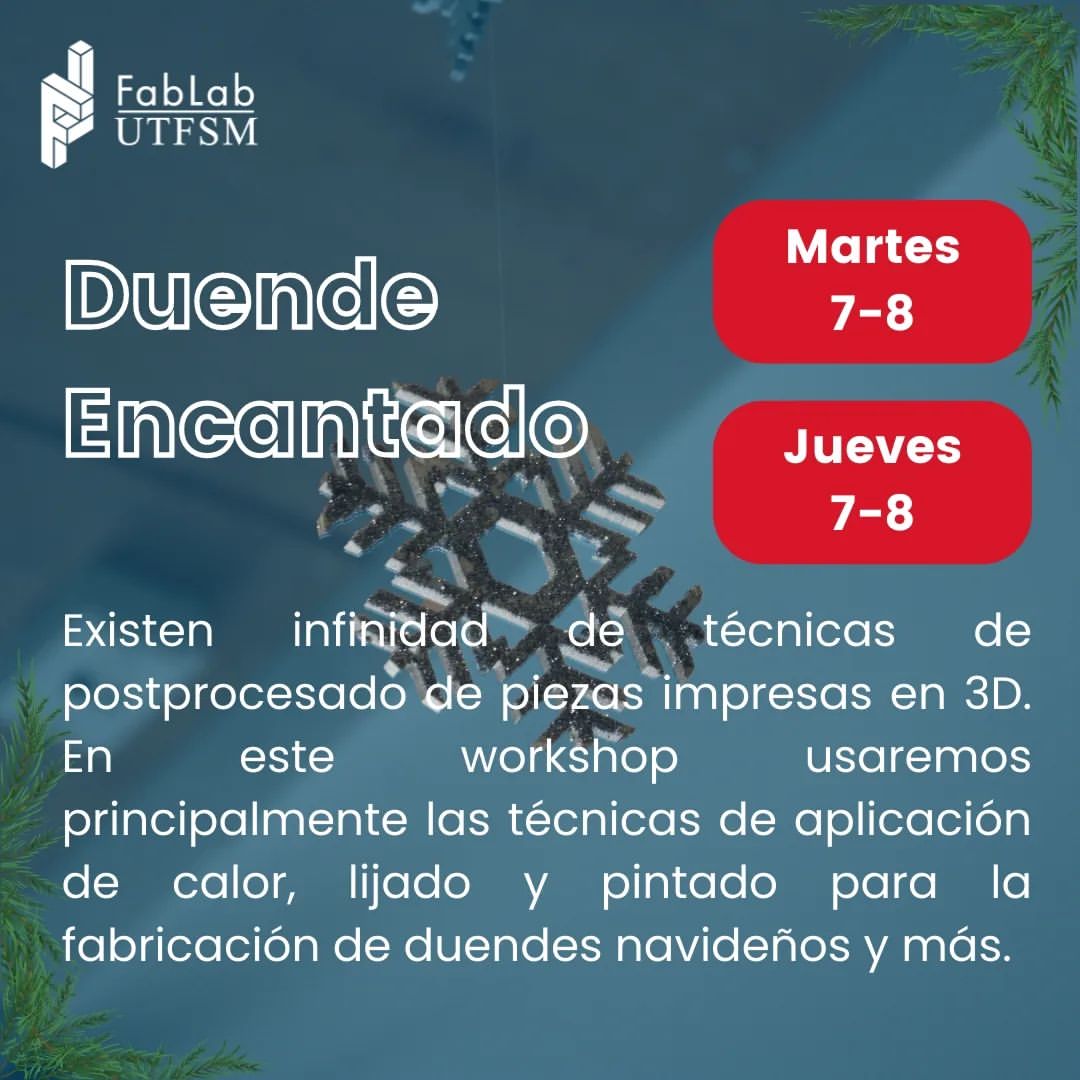 FabLab
UTFSM
Duende
Encantado
Martes
7-8
Jueves
7-8
Existen infinidad de técnicas de
postprocesado de piezas impresas en 3D.
En este workshop usaremos
principalmente las técnicas de aplicación
de calor, lijado y pintado para la
fabricación de duendes navideños y más.